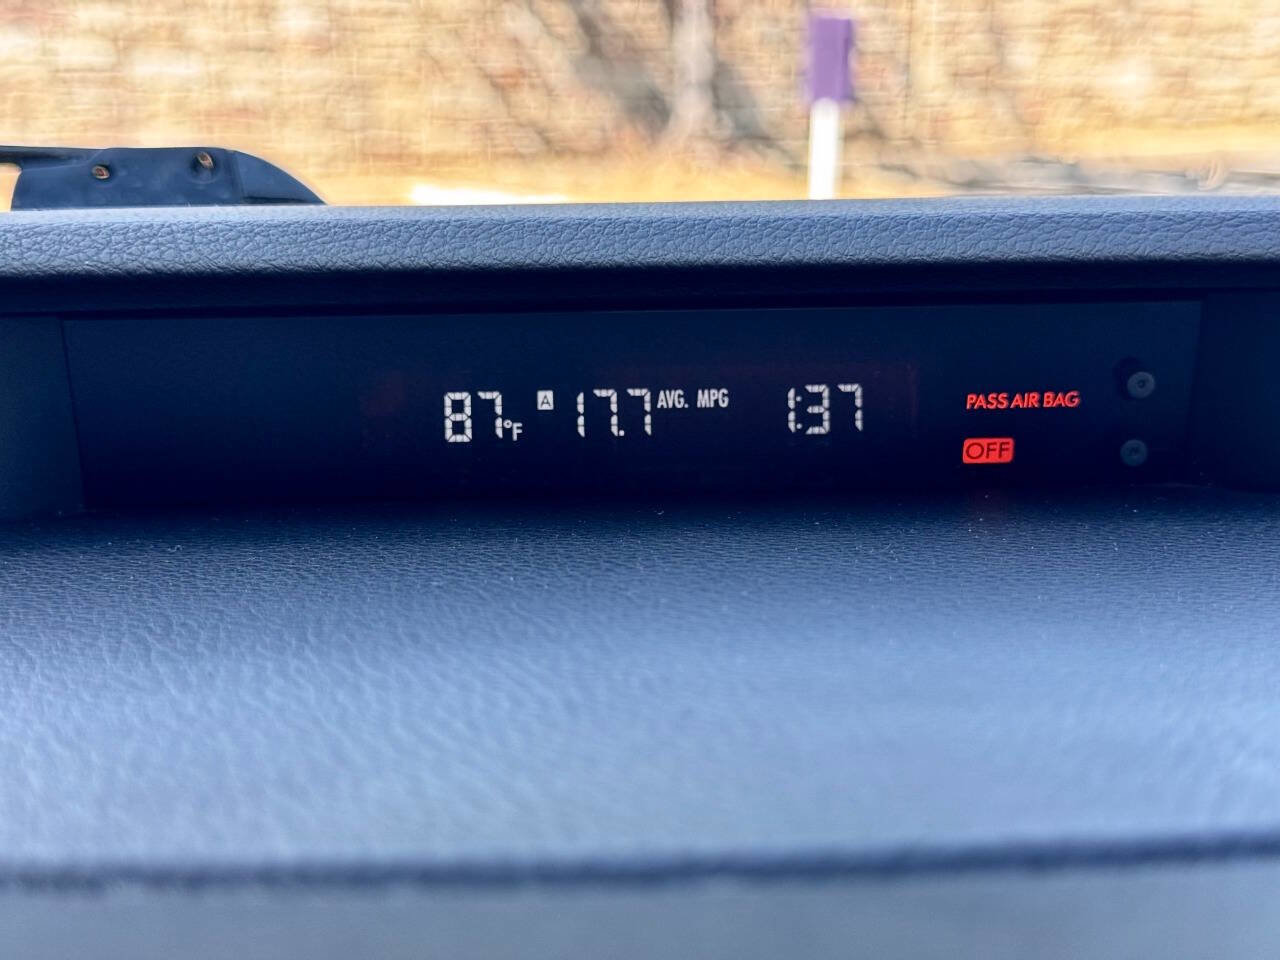 87°F A 17.7 AVG. MPG 1:37 PASS AIR BAG
OFF